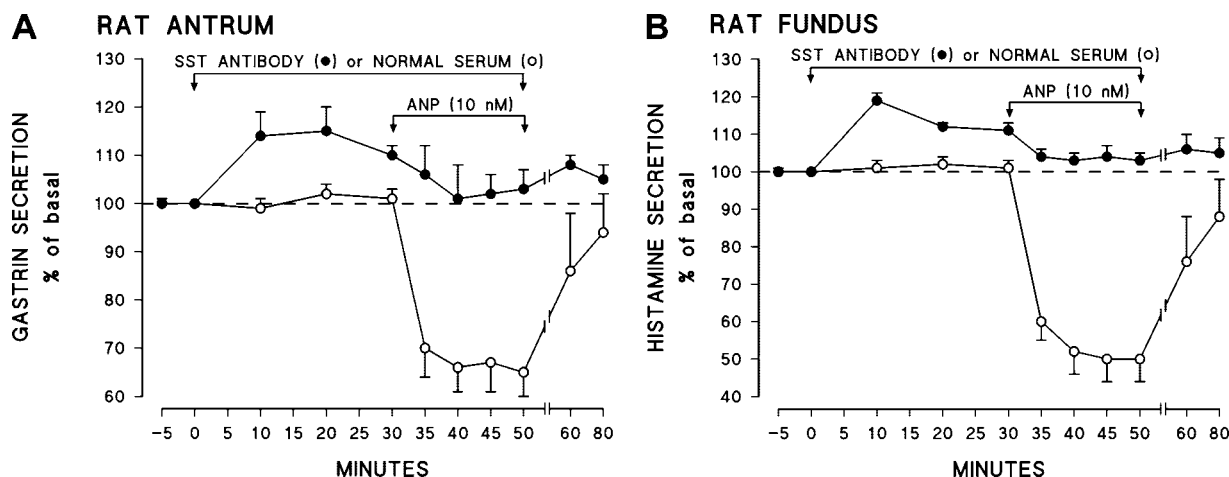 A RAT ANTRUM
SST ANTIBODY (●) or NORMAL SERUM (○)
ANP (10 nM)
GASTRIN SECRETION
% of basal
130
120
110
100
90
80
70
60
-5 0 5 10 15 20 25 30 35 40 45 50 60 80
MINUTES
B RAT FUNDUS
SST ANTIBODY (●) or NORMAL SERUM (○)
ANP (10 nM)
HISTAMINE SECRETION
% of basal
130
120
110
100
90
80
70
60
50
40
-5 0 5 10 15 20 25 30 35 40 45 50 60 80
MINUTES